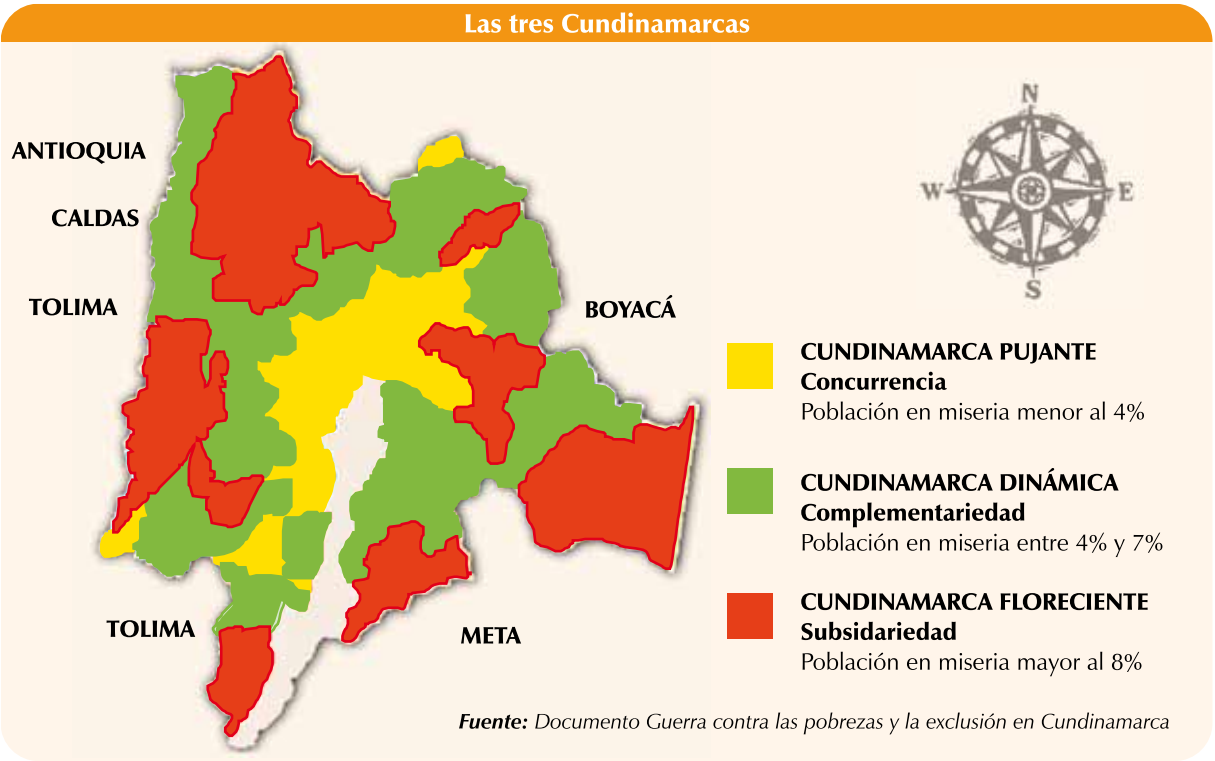 Las tres Cundinamarcas
N
ANTIOQUIA
W
E
CALDAS
S
TOLIMA
BOYACÁ
CUNDINAMARCA PUJANTE
Concurrencia
Población en miseria menor al 4%
CUNDINAMARCA DINÁMICA
Complementariedad
Población en miseria entre 4% y 7%
CUNDINAMARCA FLORECIENTE
Subsidariedad
Población en miseria mayor al 8%
TOLIMA
META
Fuente: Documento Guerra contra las pobrezas y la exclusión en Cundinamarca